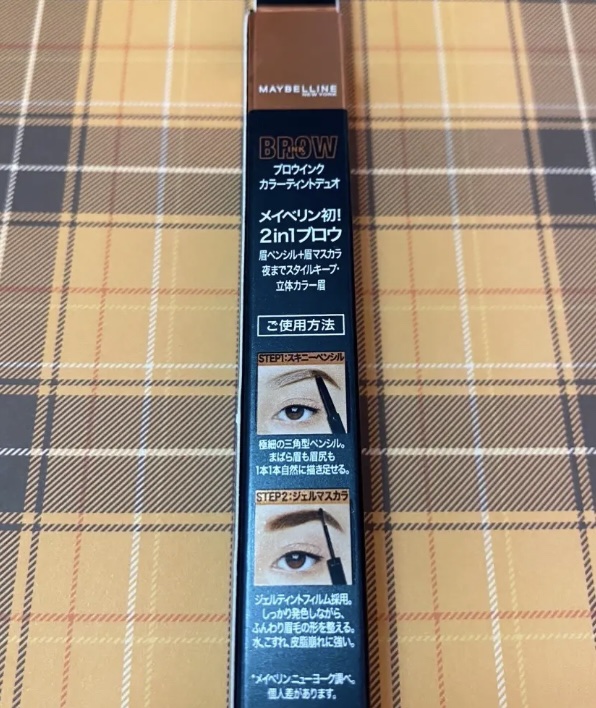 MAYBELLINE
NEW YORK
BROW
INK
ブロウインク
カラーティントデュオ
メイベリン初!
2in1ブロウ
眉ペンシル+眉マスカラ
夜までスタイルキープ*
立体カラー眉
ご使用方法
STEP1:スキニーペンシル
極細の三角型ペンシル。
まばら眉も眉尻も
1本1本自然に描き足せる。
STEP2:ジェルマスカラ
ジェルティントフィルム採用。
しっかり発色しながら、
ふんわり眉毛の形を整える。
水、こすれ、皮脂崩れに強い。
*メイベリン ニューヨーク調べ。
個人差があります。